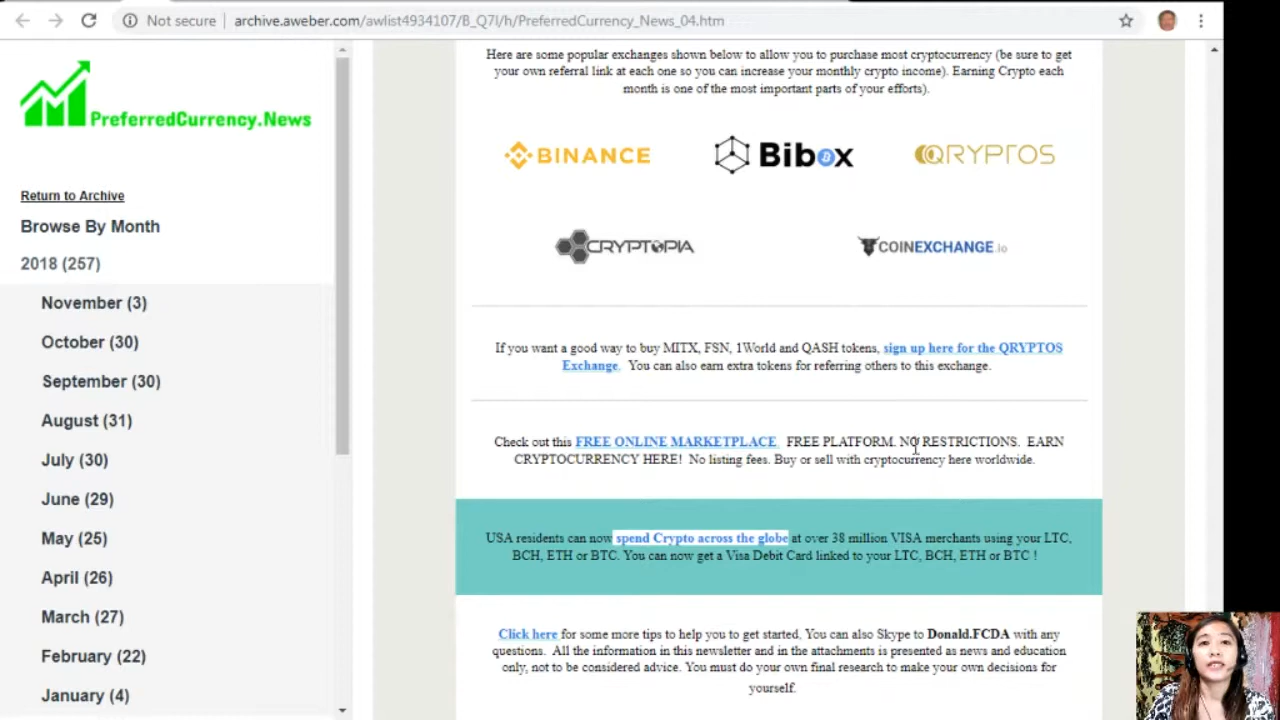 Not secure
archive.aweber.com/awlist4934107/B_Q7I/h/PreferredCurrency_News_04.htm
PreferredCurrency.News
Return to Archive
Browse By Month
2018 (257)
November (3)
October (30)
September (30)
August (31)
July (30)
June (29)
May (25)
April (26)
March (27)
February (22)
January (4)
Here are some popular exchanges shown below to allow you to purchase most cryptocurrency (be sure to get
your own referral link at each one so you can increase your monthly crypto income). Earning Crypto each
month is one of the most important parts of your efforts).
BINANCE
Bibox
QRYPTOS
CRYPTOPIA
COINEXCHANGE.io
If you want a good way to buy MITX, FSN, 1World and QASH tokens, sign up here for the QRYPTOS
Exchange. You can also earn extra tokens for referring others to this exchange.
Check out this FREE ONLINE MARKETPLACE. FREE PLATFORM. NO RESTRICTIONS. EARN
CRYPTOCURRENCY HERE! No listing fees. Buy or sell with cryptocurrency here worldwide.
USA residents can now spend Crypto across the globe at over 38 million VISA merchants using your LTC,
BCH, ETH or BTC. You can now get a Visa Debit Card linked to your LTC, BCH, ETH or BTC !
Click here for some more tips to help you to get started. You can also Skype to Donald.FCDA with any
questions. All the information in this newsletter and in the attachments is presented as news and education
only, not to be considered advice. You must do your own final research to make your own decisions for
yourself.